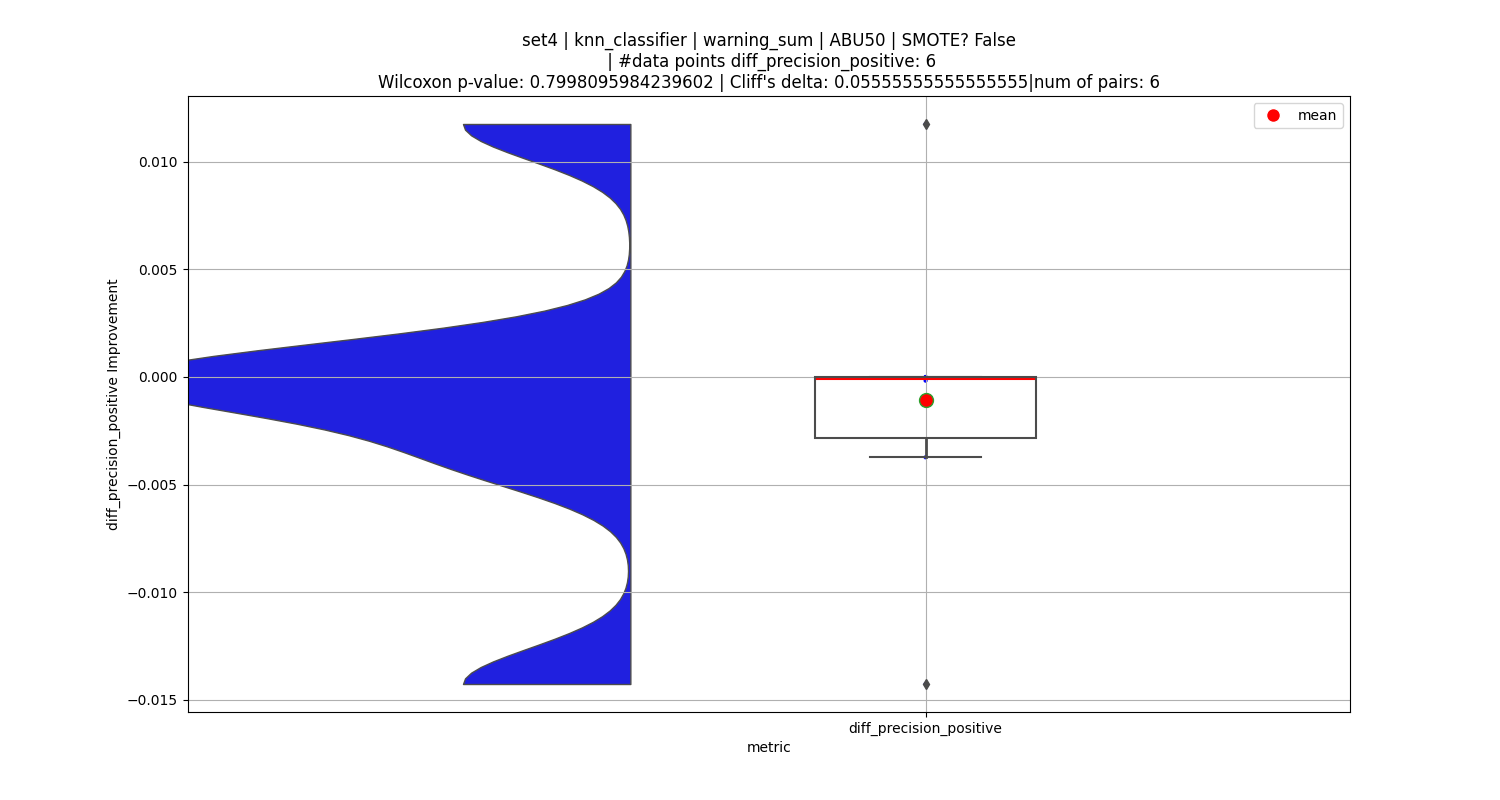 set4 | knn_classifier | warning_sum | ABU50 | SMOTE? False
| #data points diff_precision_positive: 6
Wilcoxon p-value: 0.7998095984239602 | Cliff's delta: 0.05555555555555555|num of pairs: 6
mean
0.010
0.005
0.000
−0.005
−0.010
−0.015
diff_precision_positive Improvement
diff_precision_positive
metric